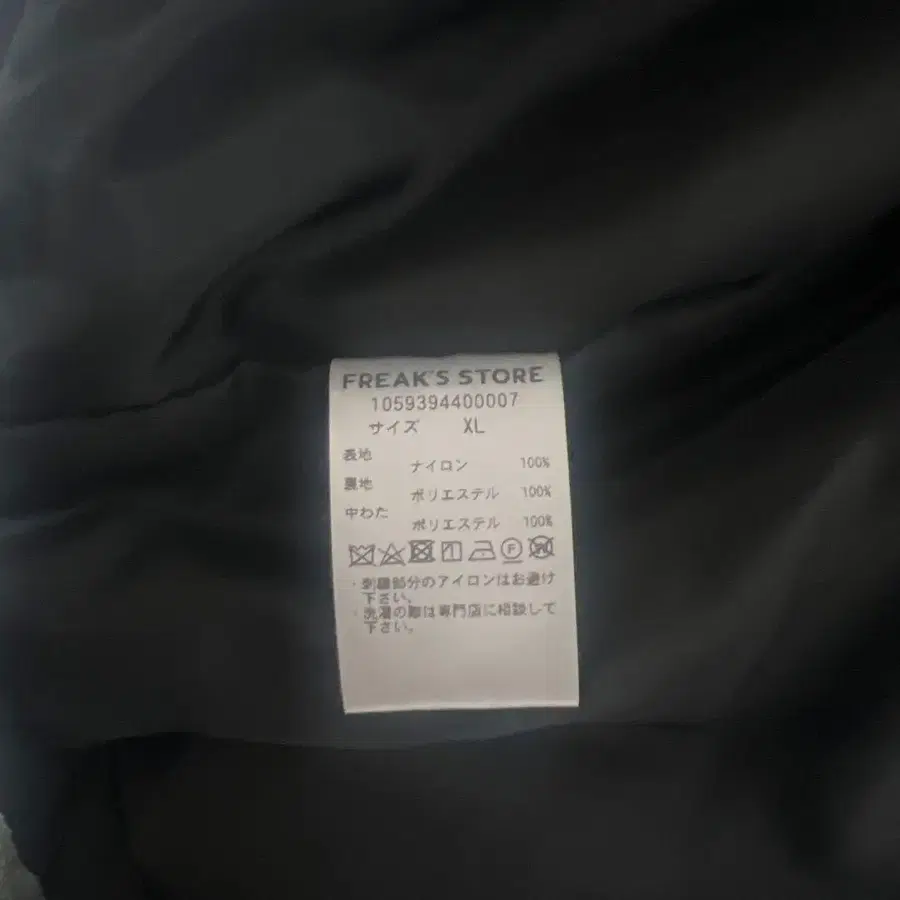 FREAK'S STORE
1059394400007
サイズ XL
表地
ナイロン 100%
裏地
ポリエステル 100%
中わた
ポリエステル 100%
F W
・刺繍部分のアイロンはお避け
下さい。
・洗濯の際は専門店に相談して
下さい。